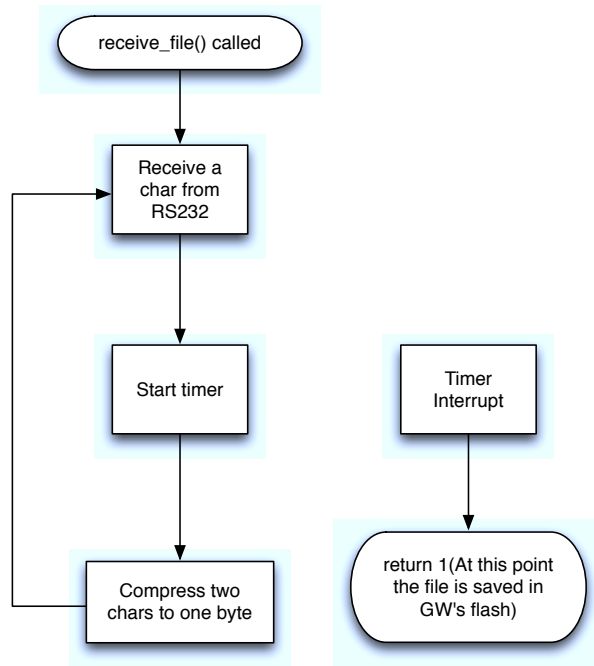 receive_file() called
Receive a
char from
RS232
Start timer
Timer
Interrupt
Compress two
chars to one byte
return 1(At this point
the file is saved in
GW's flash)